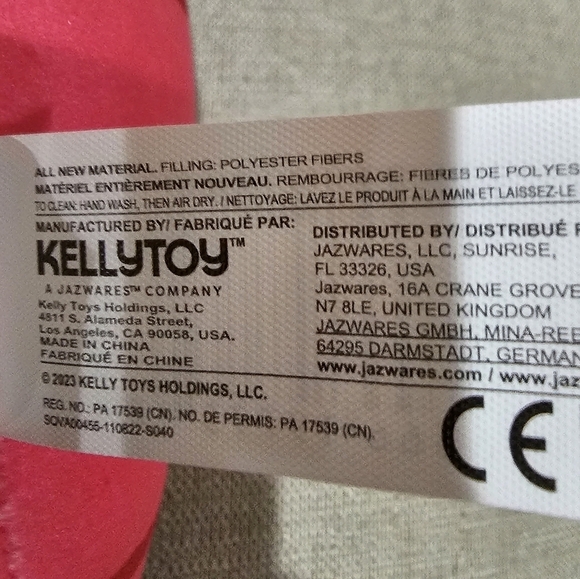 ALL NEW MATERIAL. FILLING: POLYESTER FIBERS
MATÉRIEL ENTIÈREMENT NOUVEAU. REMBOURRAGE: FIBRES DE POLYES
TO CLEAN: HAND WASH, THEN AIR DRY. / NETTOYAGE: LAVEZ LE PRODUIT À LA MAIN ET LAISSEZ-LE
MANUFACTURED BY/ FABRIQUÉ PAR:
KELLYTOY™
A JAZWARES™ COMPANY
Kelly Toys Holdings, LLC
4811 S. Alameda Street,
Los Angeles, CA 90058, USA.
MADE IN CHINA
FABRIQUÉ EN CHINE
DISTRIBUTED BY/ DISTRIBUÉ P
JAZWARES, LLC, SUNRISE,
FL 33326, USA
Jazwares, 16A CRANE GROVE
N7 8LE, UNITED KINGDOM
JAZWARES GMBH, MINA-REE
64295 DARMSTADT, GERMAN
www.jazwares.com / www.jaz
© 2023 KELLY TOYS HOLDINGS, LLC.
REG. NO.: PA 17539 (CN). NO. DE PERMIS: PA 17539 (CN).
SQVA00455-110822-S040
CE